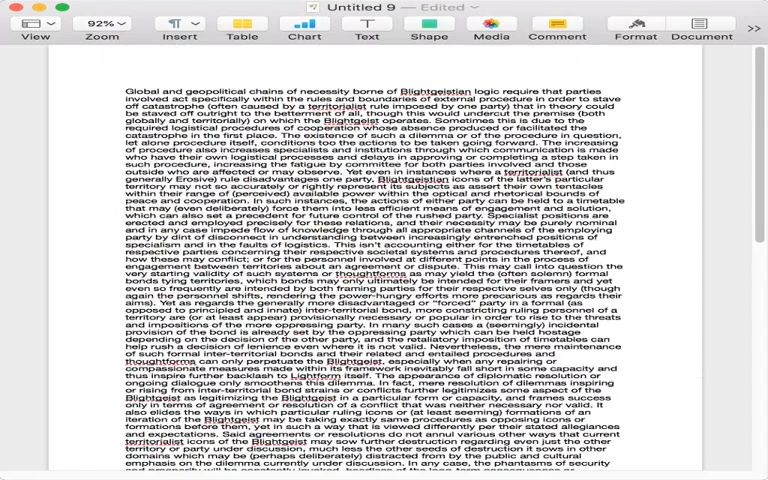 Untitled 9 — Edited
92%
View
Zoom
Insert
Table
Chart
Text
Shape
Media
Comment
Format
Document
Global and geopolitical chains of necessity borne of Blightgeistian logic require that parties
involved act specifically within the rules and boundaries of external procedure in order to stave
off catastrophe (often caused by a territorialist rule imposed by one party) that in theory could
be staved off outright to the betterment of all, though this would undercut the premise (both
globally and territorially) on which the Blightgeist operates. Sometimes this is due to the
required logistical procedures of cooperation whose absence produced or facilitated the
catastrophe in the first place. The existence of such a dilemma or of the procedure in question,
let alone procedure itself, conditions too the actions to be taken going forward. The increasing
of procedure also increases specialists and institutions through which communication is made
who have their own logistical processes and delays in approving or completing a step taken in
such procedure, increasing the fatigue by committee for both parties involved and those
outside who are affected or may observe. Yet even in instances where a territorialist (and thus
generally Erosive) rule disadvantages one party, Blightgeistian icons of the latter's particular
territory may not so accurately or rightly represent its subjects as assert their own tentacles
within their range of (perceived) available power within the optical and rhetorical bounds of
peace and cooperation. In such instances, the actions of either party can be held to a timetable
that may (even deliberately) force them into less efficient means of engagement and solution,
which can also set a precedent for future control of the rushed party. Specialist positions are
erected and employed precisely for these relations, and their necessity may be purely nominal
and in any case impede flow of knowledge through all appropriate channels of the employing
party by dint of disconnect in understanding between increasingly entrenched positions of
specialism and in the faults of logistics. This isn't accounting either for the timetables of
respective parties concerning their respective societal systems and procedures thereof, and
how these may conflict; or for the personnel involved at different points in the process of
engagement between territories about an agreement or dispute. This may call into question the
very starting validity of such systems or thoughtforms as may yield the (often solemn) formal
bonds tying territories, which bonds may only ultimately be intended for their framers and yet
even so frequently are intended by both framing parties for their respective selves only (though
again the personnel shifts, rendering the power-hungry efforts more precarious as regards their
aims). Yet as regards the generally more disadvantaged or "forced" party in a formal (as
opposed to principled and innate) inter-territorial bond, more constricting ruling personnel of a
territory are (or at least appear) provisionally necessary or popular in order to rise to the threats
and impositions of the more oppressing party. In many such cases a (seemingly) incidental
provision of the bond is already set by the oppressing party which can be held hostage
depending on the decision of the other party, and the retaliatory imposition of timetables can
help rush a decision of lenience even where it is not valid. Nevertheless, the mere maintenance
of such formal inter-territorial bonds and their related and entailed procedures and
thoughtforms can only perpetuate the Blightgeist, especially when any repairing or
compassionate measures made within its framework inevitably fall short in some capacity and
thus inspire further backlash to Lightform itself. The appearance of diplomatic resolution or
ongoing dialogue only smoothens this dilemma. In fact, mere resolution of dilemmas inspiring
or rising from inter-territorial bond strains or conflicts further legitimizes some aspect of the
Blightgeist as legitimizing the Blightgeist in a particular form or capacity, and frames success
only in terms of agreement or resolution of a conflict that was neither necessary nor valid. It
also elides the ways in which particular ruling icons or (at least seeming) formations of an
iteration of the Blightgeist may be taking exactly same procedures as opposing icons or
formations before them, yet in such a way that is viewed differently per their stated allegiances
and expectations. Said agreements or resolutions do not annul various other ways that current
territorialist icons of the Blightgeist may sow further destruction regarding even just the other
territory or party under discussion, much less the other seeds of destruction it sows in other
domains which may be (perhaps deliberately) distracted from by the public and cultural
emphasis on the dilemma currently under discussion. In any case, the phantasms of security